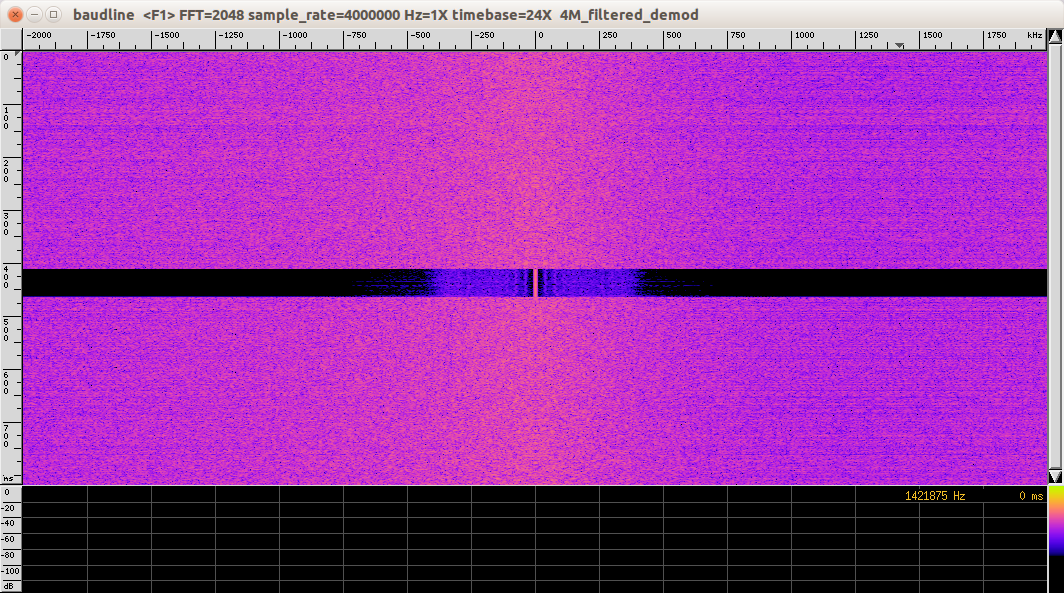 baudline <F1> FFT=2048 sample_rate=4000000 Hz=1X timebase=24X 4M_filtered_demod
-2000 -1750 -1500 -1250 -1000 -750 -500 -250 0 250 500 750 1000 1250 1500 1750 kHz
0
100
200
300
400
500
600
700
ms
1421875 Hz 0 ms
0
-20
-40
-60
-80
-100
dB